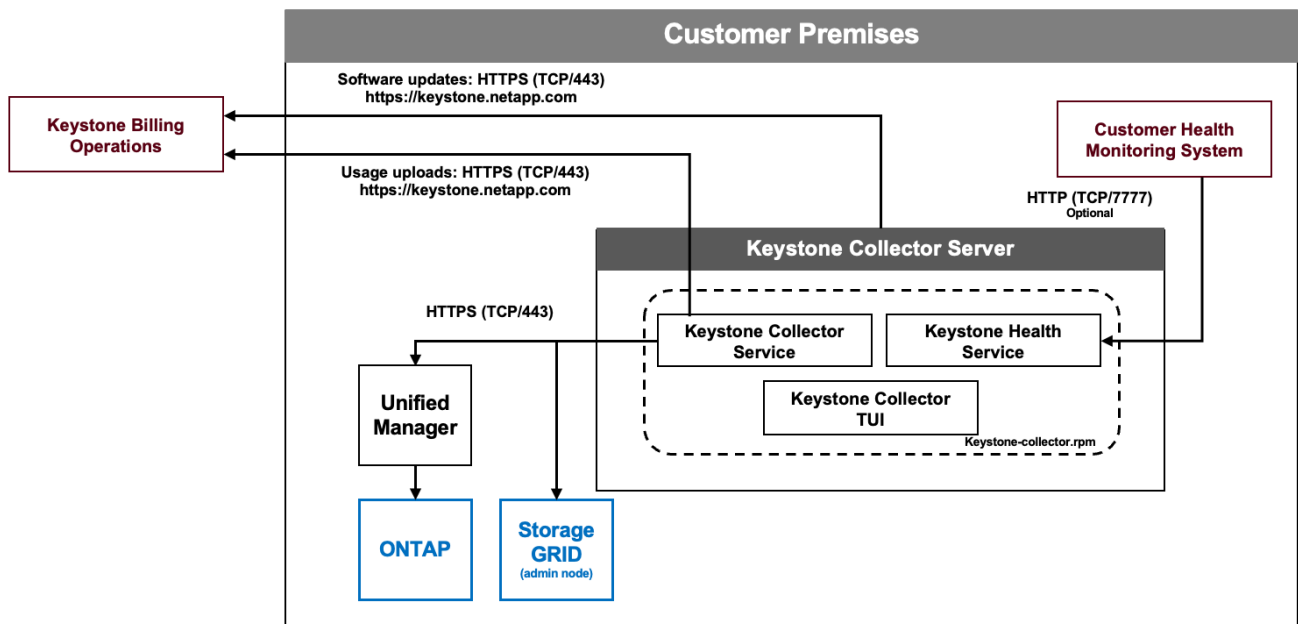 Customer Premises
Software updates: HTTPS (TCP/443)
https://keystone.netapp.com
Keystone Billing
Operations
Customer Health
Monitoring System
Usage uploads: HTTPS (TCP/443)
https://keystone.netapp.com
HTTP (TCP/7777)
Optional
Keystone Collector Server
HTTPS (TCP/443)
Keystone Collector
Service
Keystone Health
Service
Keystone Collector
TUI
Keystone-collector.rpm
Unified
Manager
ONTAP
Storage
GRID
(admin node)